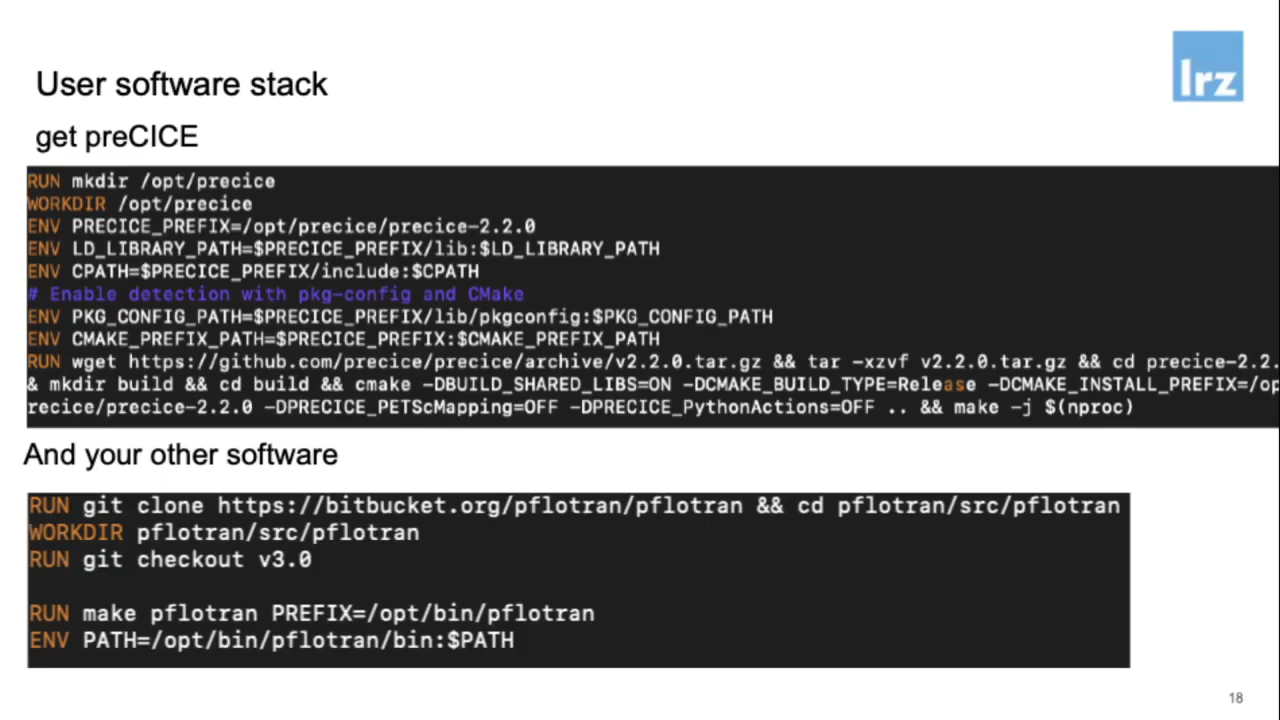 lrz
User software stack
get preCICE
RUN mkdir /opt/precice
WORKDIR /opt/precice
ENV PRECICE_PREFIX=/opt/precice/precice-2.2.0
ENV LD_LIBRARY_PATH=$PRECICE_PREFIX/lib:$LD_LIBRARY_PATH
ENV CPATH=$PRECICE_PREFIX/include:$CPATH
# Enable detection with pkg-config and CMake
ENV PKG_CONFIG_PATH=$PRECICE_PREFIX/lib/pkgconfig:$PKG_CONFIG_PATH
ENV CMAKE_PREFIX_PATH=$PRECICE_PREFIX:$CMAKE_PREFIX_PATH
RUN wget https://github.com/precice/precice/archive/v2.2.0.tar.gz && tar -xzvf v2.2.0.tar.gz && cd precice-2.2.
& mkdir build && cd build && cmake -DBUILD_SHARED_LIBS=ON -DCMAKE_BUILD_TYPE=Release -DCMAKE_INSTALL_PREFIX=/op
recice/precice-2.2.0 -DPRECICE_PETScMapping=OFF -DPRECICE_PythonActions=OFF .. && make -j $(nproc)
And your other software
RUN git clone https://bitbucket.org/pflotran/pflotran && cd pflotran/src/pflotran
WORKDIR pflotran/src/pflotran
RUN git checkout v3.0
RUN make pflotran PREFIX=/opt/bin/pflotran
ENV PATH=/opt/bin/pflotran/bin:$PATH
18